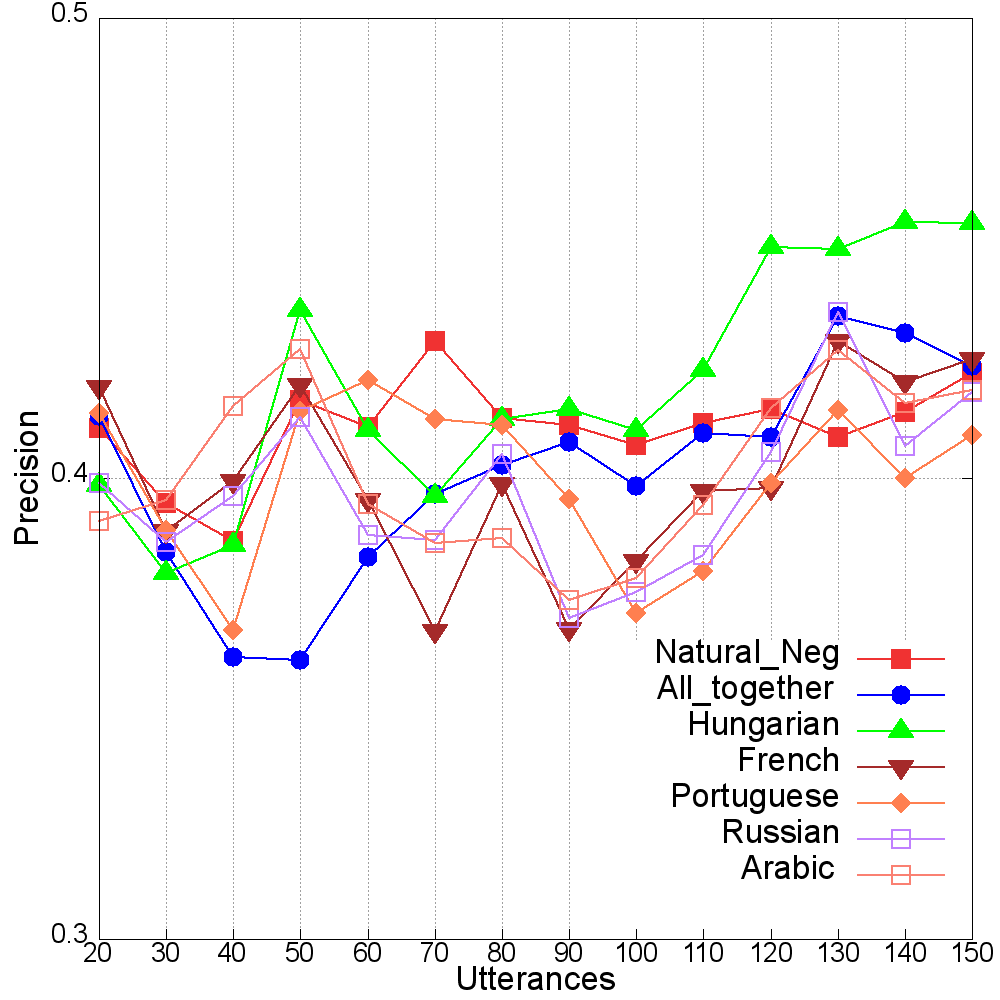 0.5
0.4
0.3
Precision
20 30 40 50 60 70 80 90 100 110 120 130 140 150
Utterances
Natural_Neg
All_together
Hungarian
French
Portuguese
Russian
Arabic